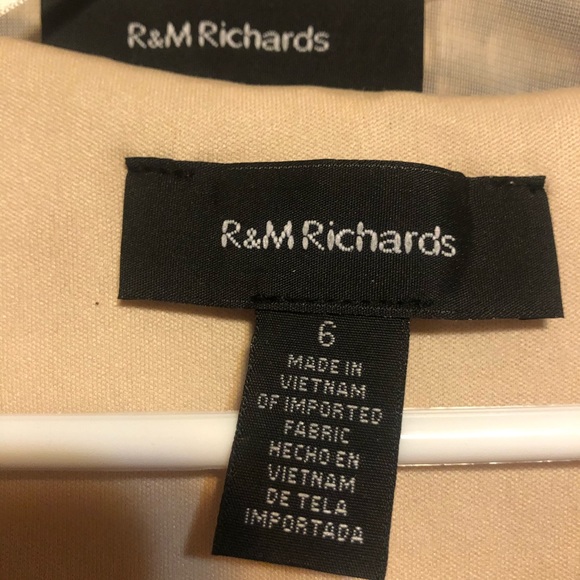 R&M Richards
R&M Richards
6
MADE IN
VIETNAM
OF IMPORTED
FABRIC
HECHO EN
VIETNAM
DE TELA
IMPORTADA